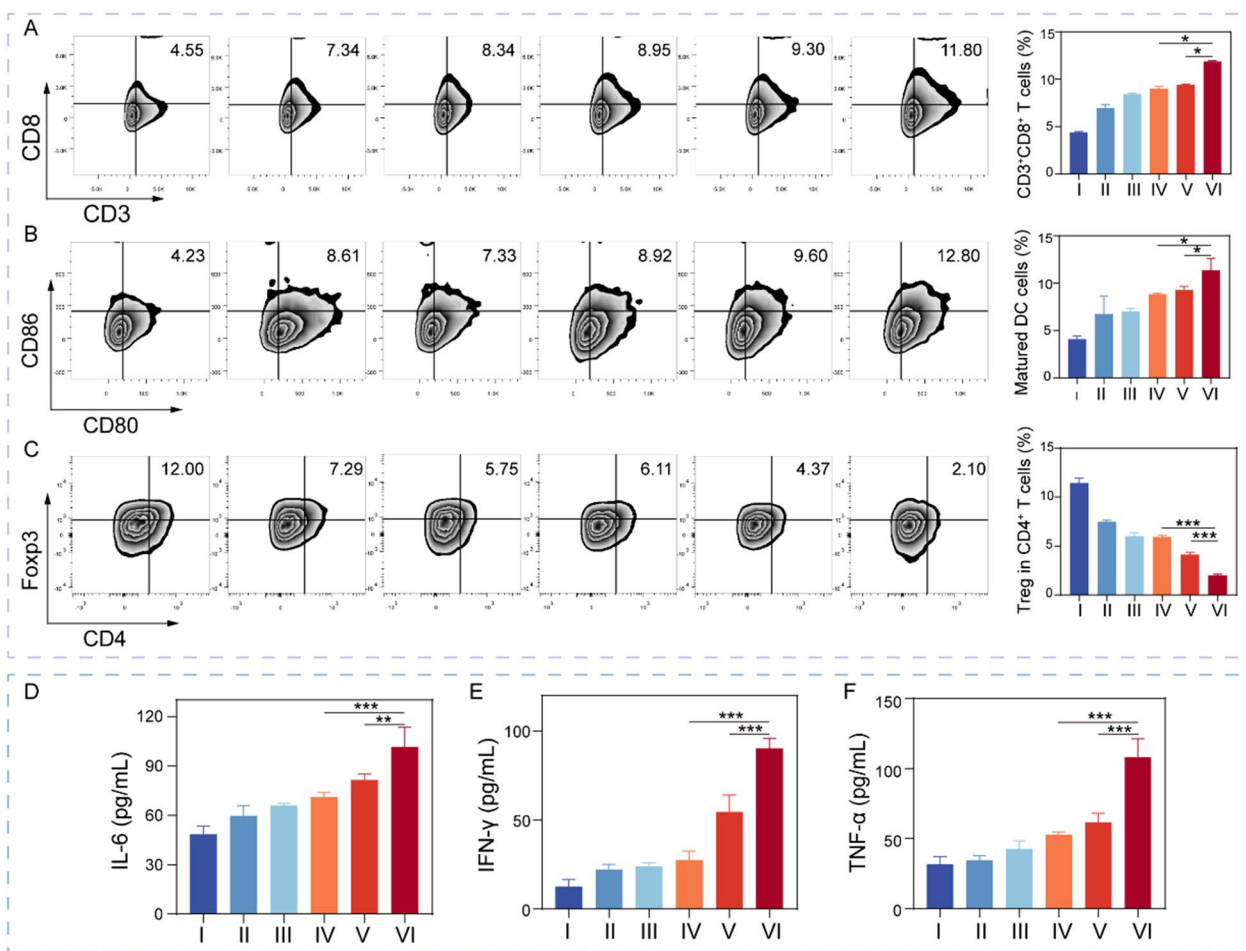 A
4.55
7.34
8.34
8.95
9.30
11.80
CD8
CD3
CD3⁺CD8⁺ T cells (%)
15
10
5
0
* 
*
I II III IV V VI
B
4.23
8.61
7.33
8.92
9.60
12.80
CD86
CD80
Matured DC cells (%)
15
10
5
0
*
*
I II III IV V VI
C
12.00
7.29
5.75
6.11
4.37
2.10
Foxp3
CD4
Treg in CD4⁺ T cells (%)
15
10
5
0
***
***
I II III IV V VI
D
IL-6 (pg/mL)
120
90
60
30
0
***
**
I II III IV V VI
E
IFN-γ (pg/mL)
100
50
0
***
***
I II III IV V VI
F
TNF-α (pg/mL)
150
100
50
0
***
***
I II III IV V VI